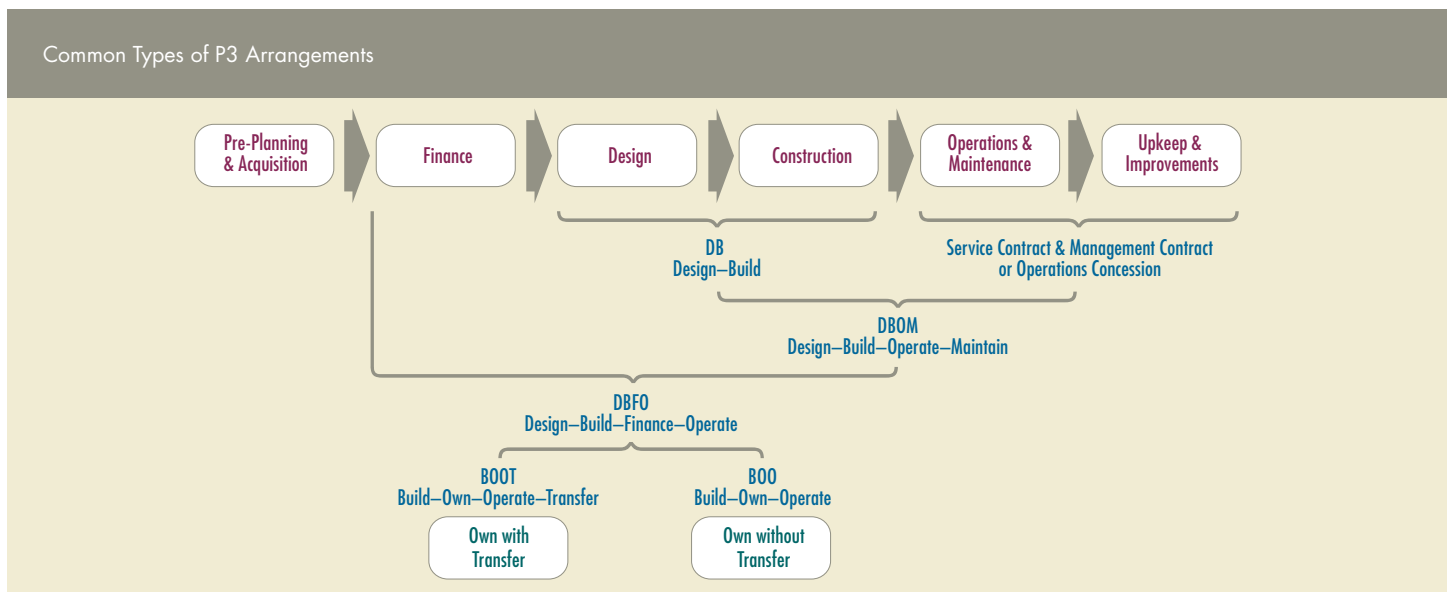 Common Types of P3 Arrangements
Pre-Planning
& Acquisition
Finance
Design
Construction
Operations &
Maintenance
Upkeep &
Improvements
DB
Design–Build
Service Contract & Management Contract
or Operations Concession
DBOM
Design–Build–Operate–Maintain
DBFO
Design–Build–Finance–Operate
BOOT
Build–Own–Operate–Transfer
BOO
Build–Own–Operate
Own with
Transfer
Own without
Transfer